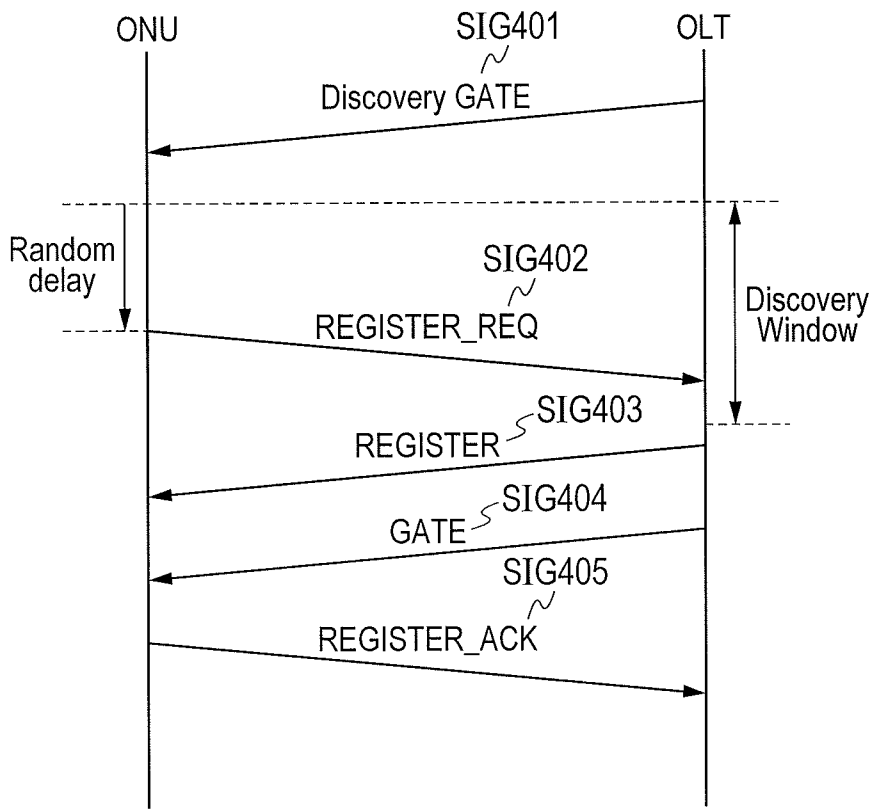 ONU
SIG401
OLT
Discovery GATE
Random
delay
SIG402
REGISTER_REQ
Discovery
Window
SIG403
REGISTER
SIG404
GATE
SIG405
REGISTER_ACK